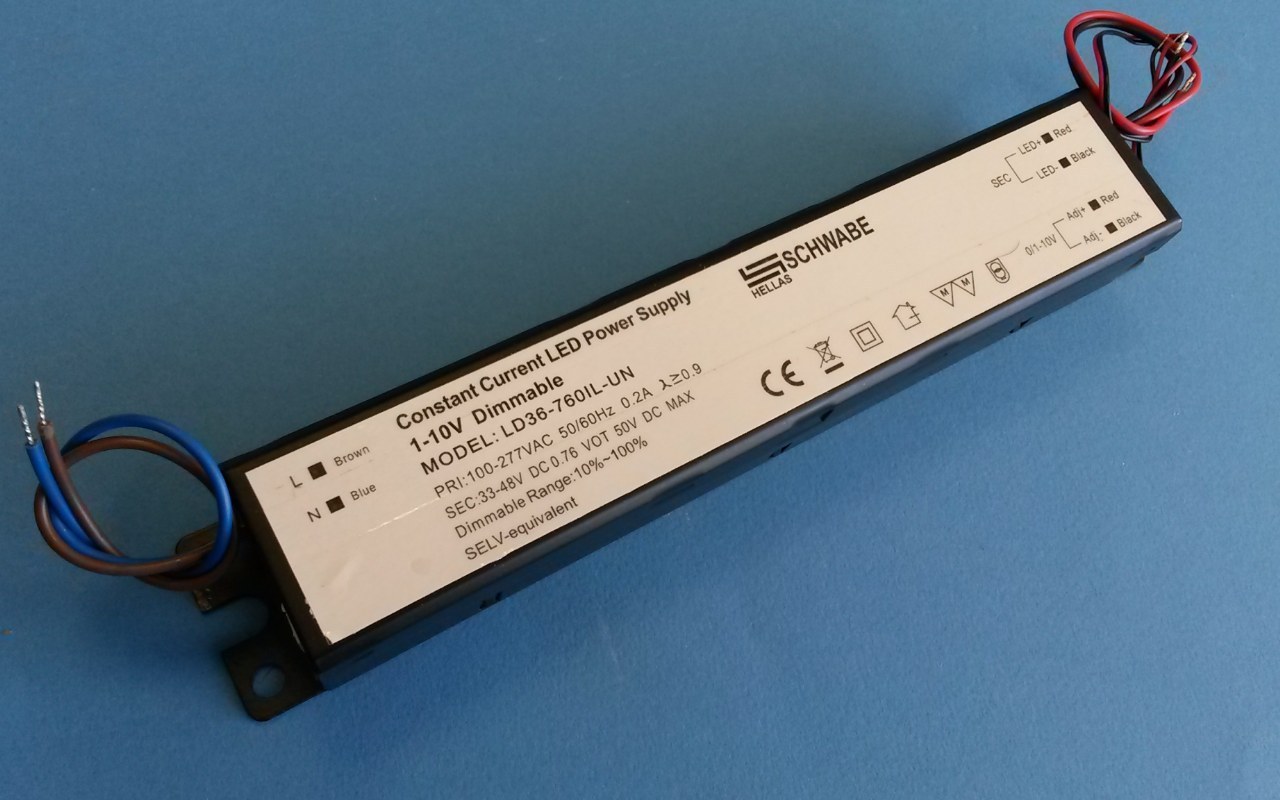 L ■ Brown
N ■ Blue
Constant Current LED Power Supply
1-10V Dimmable
MODEL: LD36-760IL-UN
PRI:100-277VAC 50/60Hz 0.2A λ≥0.9
SEC:33-48V DC 0.76 VOT 50V DC MAX
Dimmable Range:10%-100%
SELV-equivalent
SCHWABE
HELLAS
CE
M M
SEC
LED+ ■ Red
LED- ■ Black
0/1-10V
Adj+ ■ Red
Adj- ■ Black